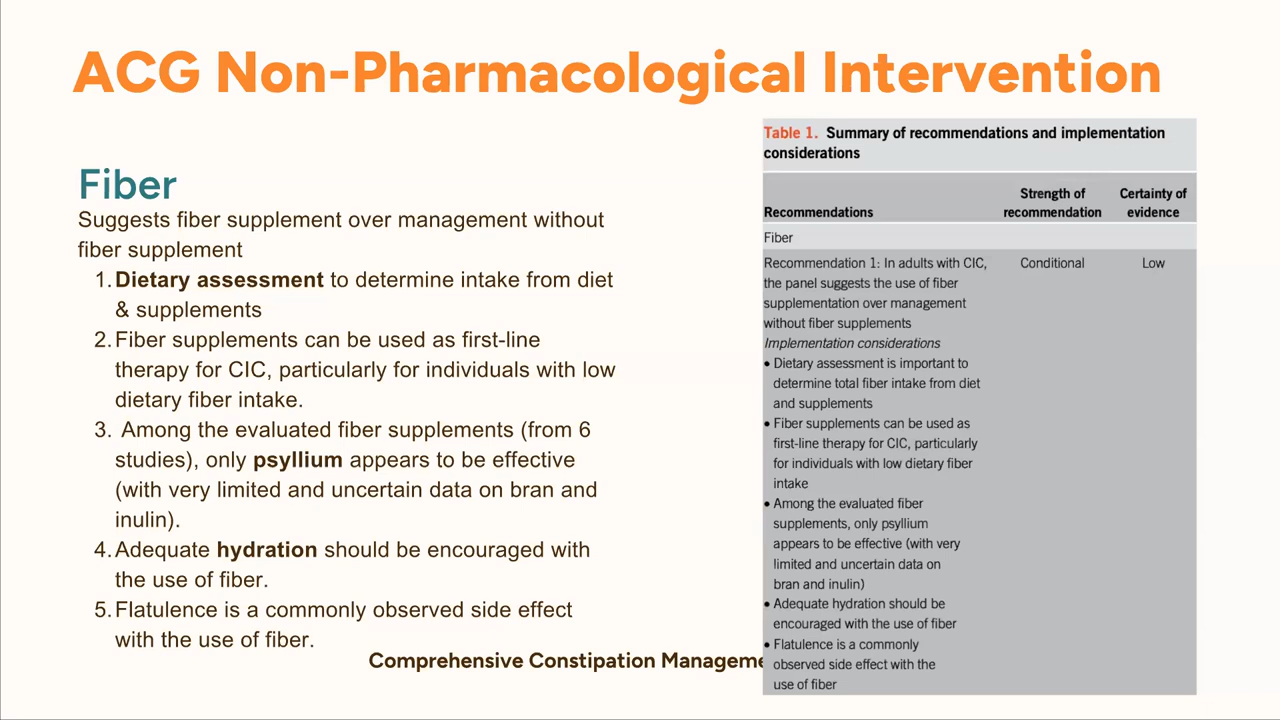 ACG Non-Pharmacological Intervention
Fiber
Suggests fiber supplement over management without
fiber supplement
1. Dietary assessment to determine intake from diet
& supplements
2. Fiber supplements can be used as first-line
therapy for CIC, particularly for individuals with low
dietary fiber intake.
3. Among the evaluated fiber supplements (from 6
studies), only psyllium appears to be effective
(with very limited and uncertain data on bran and
inulin).
4. Adequate hydration should be encouraged with
the use of fiber.
5. Flatulence is a commonly observed side effect
with the use of fiber.
Comprehensive Constipation Manageme
Table 1. Summary of recommendations and implementation
considerations
Recommendations Strength of recommendation Certainty of evidence
Fiber
Recommendation 1: In adults with CIC, Conditional Low
the panel suggests the use of fiber
supplementation over management
without fiber supplements
Implementation considerations
• Dietary assessment is important to
determine total fiber intake from diet
and supplements
• Fiber supplements can be used as
first-line therapy for CIC, particularly
for individuals with low dietary fiber
intake
• Among the evaluated fiber
supplements, only psyllium
appears to be effective (with very
limited and uncertain data on
bran and inulin)
• Adequate hydration should be
encouraged with the use of fiber
• Flatulence is a commonly
observed side effect with the
use of fiber